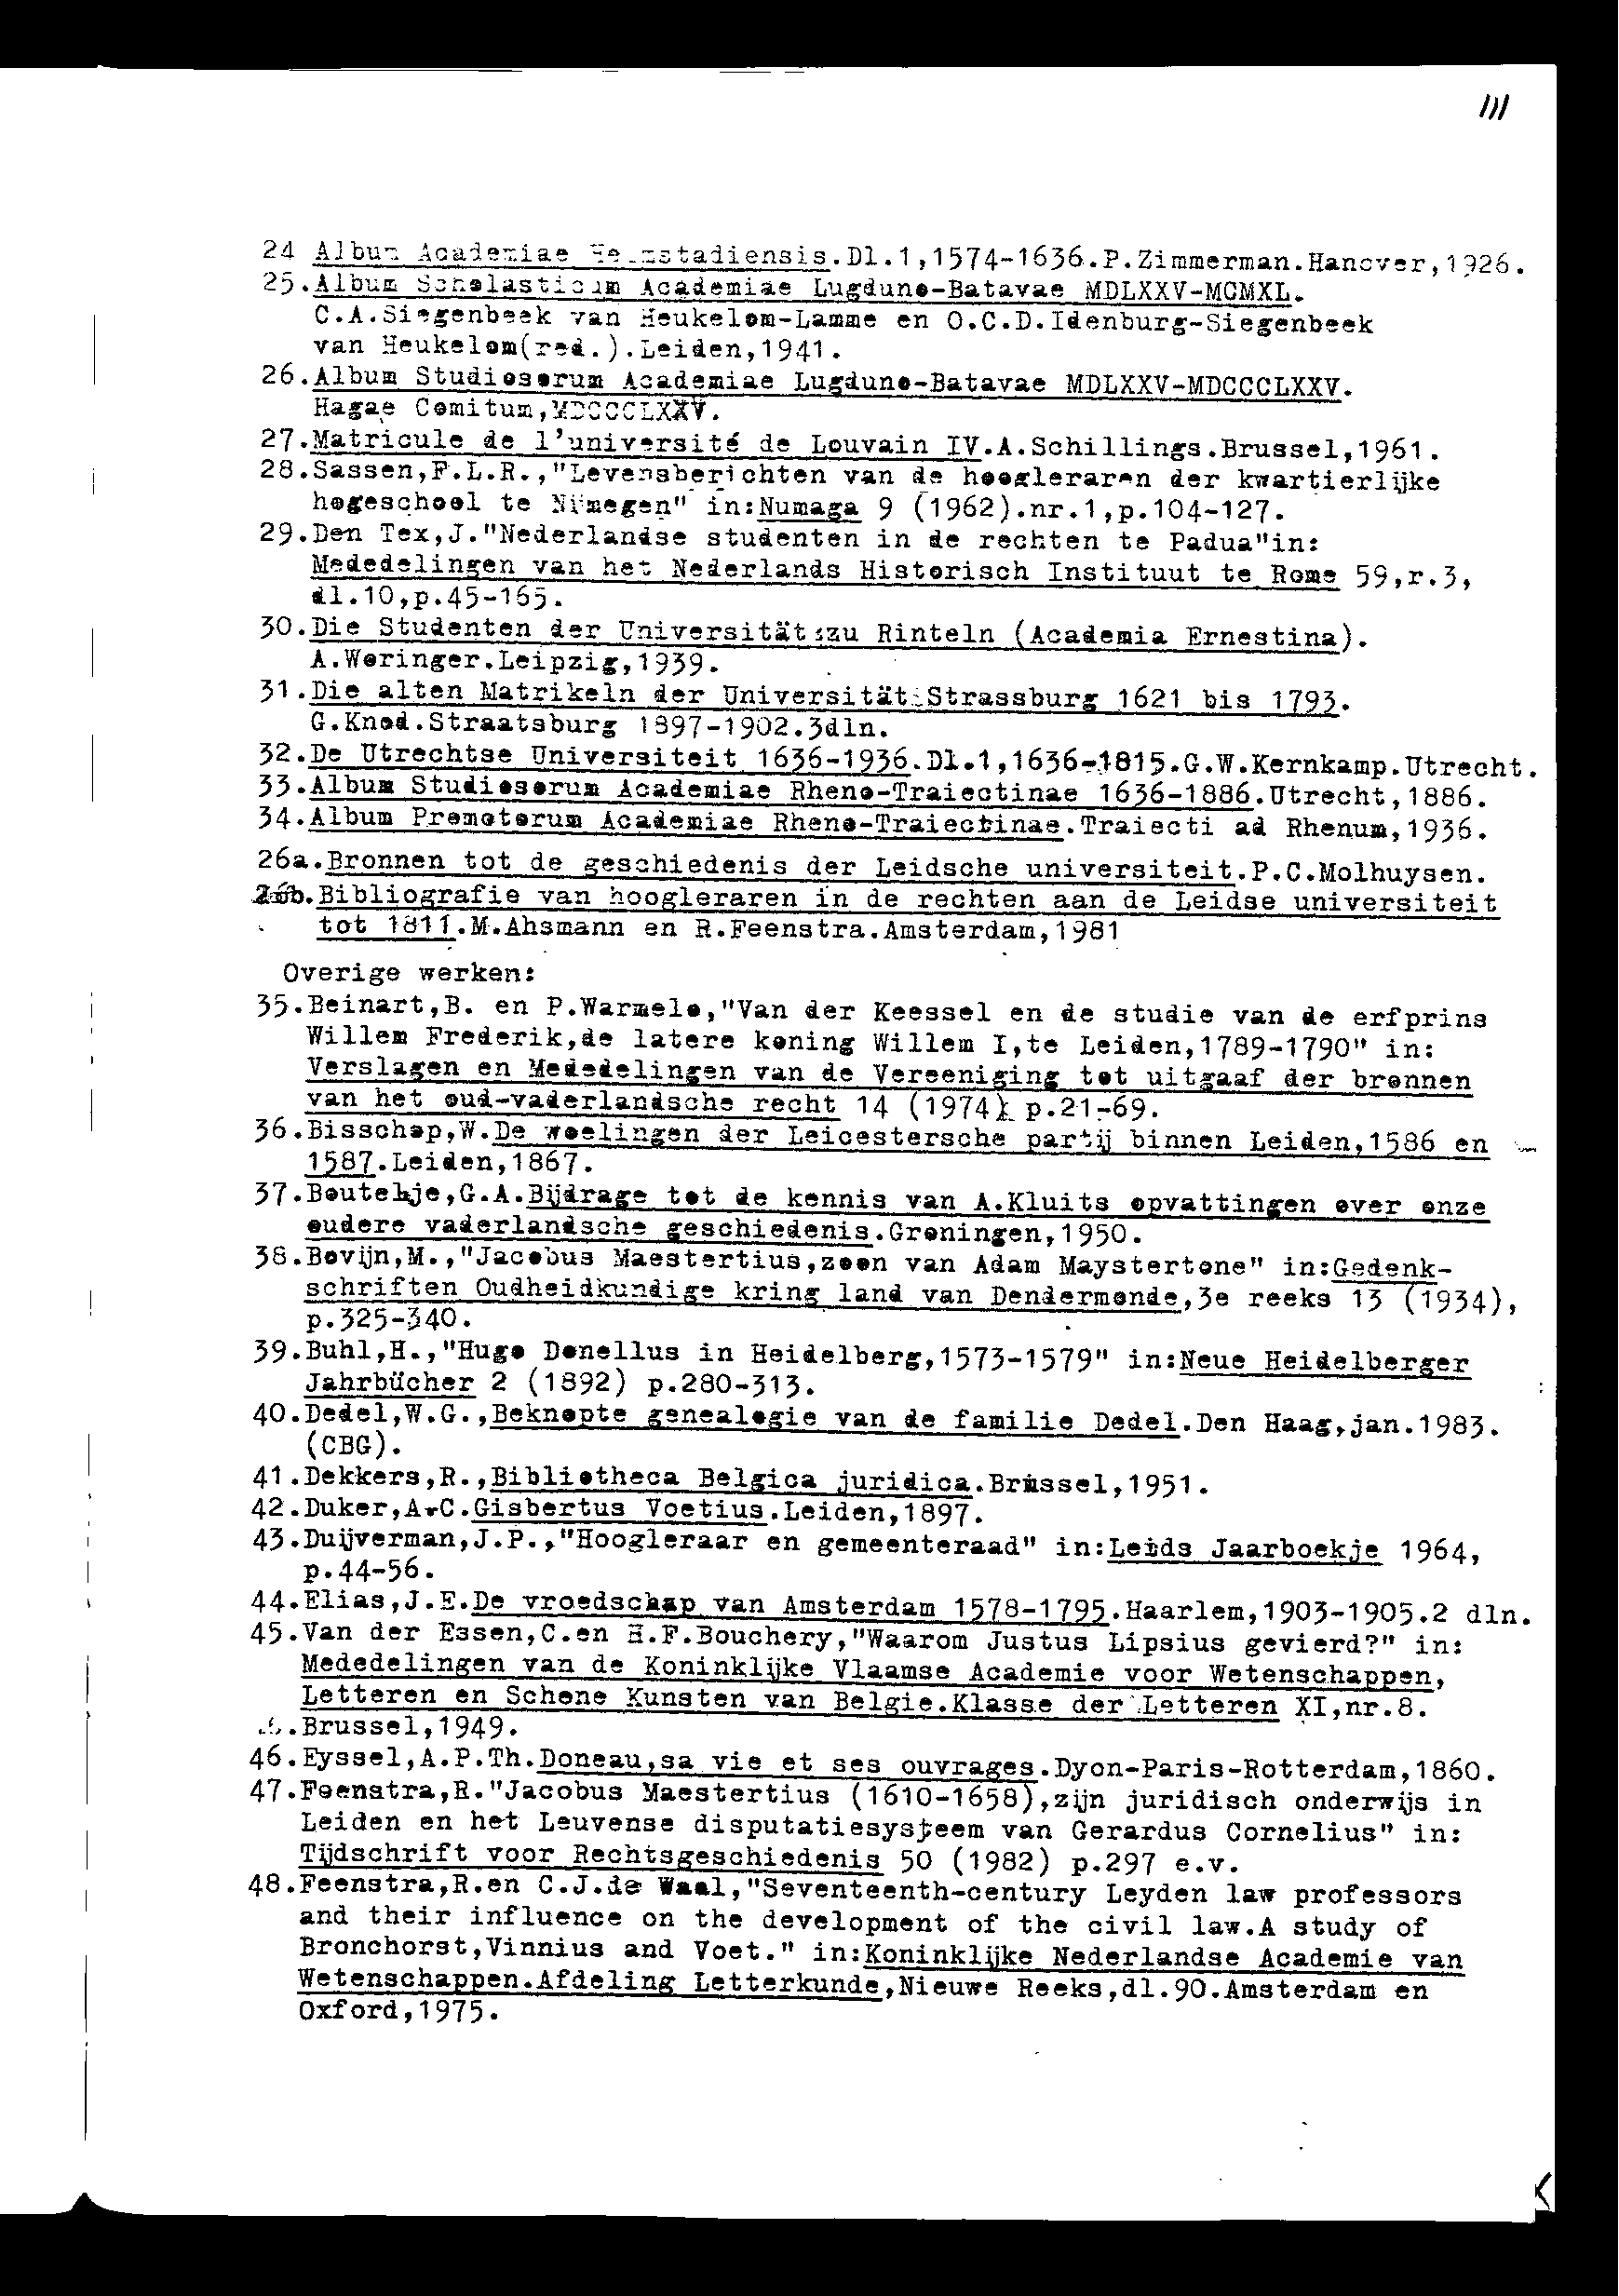 111
24 Album Academiae Helmstadiensis.Dl.1,1574-1636.P.Zimmerman.Hanover,1926.
25.Album Scholasticum Academiae Lugduno-Batavae MDLXXV-MCMXL.
C.A.Siegenbeek van Heukelom-Lamme en O.C.D.Idenburg-Siegenbeek
van Heukelom(red.).Leiden,1941.
26.Album Studiosorum Academiae Lugduno-Batavae MDLXXV-MDCCCLXXV.
Hagae Comitum,MDCCCLXXV.
27.Matricule de l'université de Louvain IV.A.Schillings.Brussel,1961.
28.Sassen,F.L.R.,"Levensberichten van de hoogleraren der kwartierlijke
hogeschool te Nijmegen" in:Numaga 9 (1962).nr.1,p.104-127.
29.Den Tex,J."Nederlandse studenten in de rechten te Padua"in:
Mededelingen van het Nederlands Historisch Instituut te Rome 59,r.3,
dl.10,p.45-165.
30.Die Studenten der Universität zu Rinteln (Academia Ernestina).
A.Woringer.Leipzig,1939.
31.Die alten Matrikeln der Universität Strassburg 1621 bis 1793.
G.Knod.Straatsburg 1897-1902.3dln.
32.De Utrechtse Universiteit 1636-1936.Dl.1,1636-1815.G.W.Kernkamp.Utrecht.
33.Album Studiosorum Academiae Rheno-Traiectinae 1636-1886.Utrecht,1886.
34.Album Promotorum Academiae Rheno-Traiectinae.Traiecti ad Rhenum,1936.
26a.Bronnen tot de geschiedenis der Leidsche universiteit.P.C.Molhuysen.
26b.Bibliografie van hoogleraren in de rechten aan de Leidse universiteit
tot 1811.M.Ahsmann en R.Feenstra.Amsterdam,1981
Overige werken:
35.Beinart,B. en P.Warmelo,"Van der Keessel en de studie van de erfprins
Willem Frederik,de latere koning Willem I,te Leiden,1789-1790" in:
Verslagen en Mededelingen van de Vereeniging tot uitgaaf der bronnen
van het oud-vaderlandsche recht 14 (1974) p.21-69.
36.Bisschop,W.De woelingen der Leicestersche partij binnen Leiden,1586 en
1587.Leiden,1867.
37.Boutelje,G.A.Bijdrage tot de kennis van A.Kluits opvattingen over onze
oudere vaderlandsche geschiedenis.Groningen,1950.
38.Bovijn,M.,"Jacobus Maestertius,zoon van Adam Maystertone" in:Gedenk-
schriften Oudheidkundige kring land van Dendermonde,3e reeks 13 (1934),
p.325-340.
39.Buhl,H.,"Hugo Donellus in Heidelberg,1573-1579" in:Neue Heidelberger
Jahrbücher 2 (1892) p.280-313.
40.Dedel,W.G.,Beknopte genealogie van de familie Dedel.Den Haag,jan.1983.
(CBG).
41.Dekkers,R.,Bibliotheca Belgica juridica.Brussel,1951.
42.Duker,A.C.Gisbertus Voetius.Leiden,1897.
43.Duijverman,J.P.,"Hoogleraar en gemeenteraad" in:Leids Jaarboekje 1964,
p.44-56.
44.Elias,J.E.De vroedschap van Amsterdam 1578-1795.Haarlem,1903-1905.2 dln.
45.Van der Essen,C.en H.F.Bouchery,"Waarom Justus Lipsius gevierd?" in:
Mededelingen van de Koninklijke Vlaamse Academie voor Wetenschappen,
Letteren en Schone Kunsten van Belgie.Klasse der Letteren XI,nr.8.
Brussel,1949.
46.Eyssel,A.P.Th.Doneau,sa vie et ses ouvrages.Dyon-Paris-Rotterdam,1860.
47.Feenstra,R."Jacobus Maestertius (1610-1658),zijn juridisch onderwijs in
Leiden en het Leuvense disputatiesysteem van Gerardus Cornelius" in:
Tijdschrift voor Rechtsgeschiedenis 50 (1982) p.297 e.v.
48.Feenstra,R.en C.J.de Waal,"Seventeenth-century Leyden law professors
and their influence on the development of the civil law.A study of
Bronchorst,Vinnius and Voet." in:Koninklijke Nederlandse Academie van
Wetenschappen.Afdeling Letterkunde,Nieuwe Reeks,dl.90.Amsterdam en
Oxford,1975.